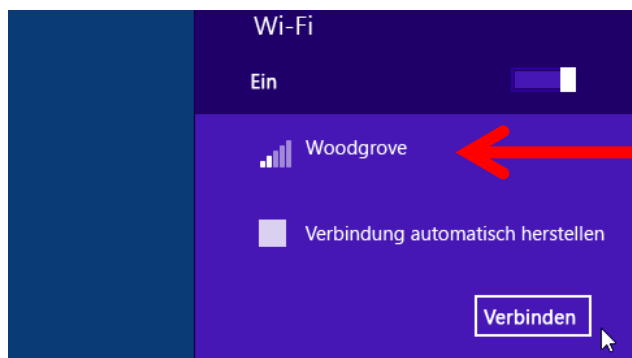 Wi-Fi
Ein
Woodgrove
Verbindung automatisch herstellen
Verbinden